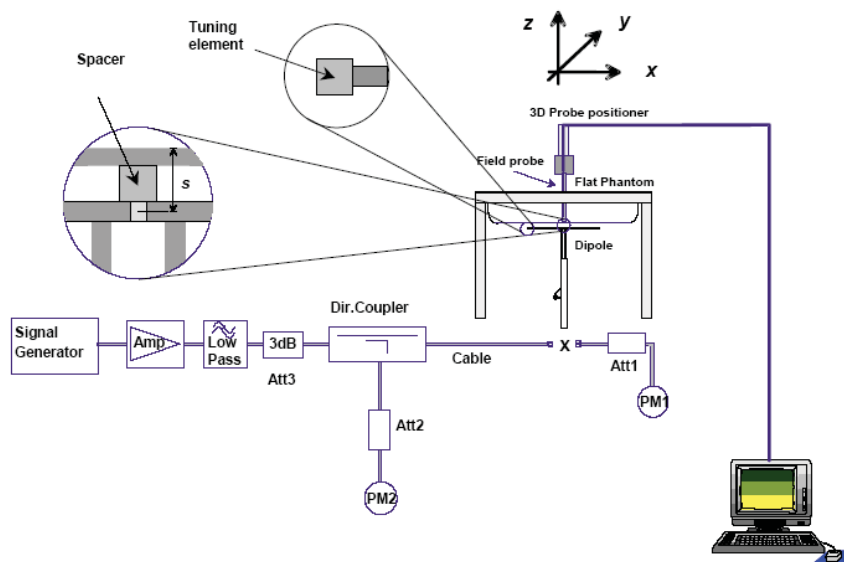 Tuning
element
Spacer
s
z
y
x
3D Probe positioner
Field probe
Flat Phantom
Dipole
Signal
Generator
Amp
Low
Pass
3dB
Att3
Dir.Coupler
Cable
X
Att1
PM1
Att2
PM2